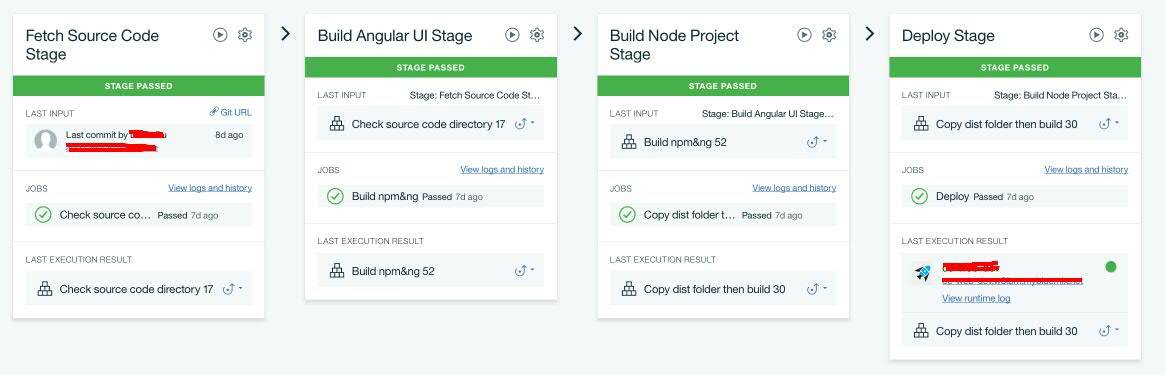 Fetch Source Code
Stage
STAGE PASSED
LAST INPUT
Git URL
Last commit by
8d ago
JOBS
View logs and history
Check source co... Passed 7d ago
LAST EXECUTION RESULT
Check source code directory 17
Build Angular UI Stage
STAGE PASSED
LAST INPUT
Stage: Fetch Source Code St...
Check source code directory 17
JOBS
View logs and history
Build npm&ng Passed 7d ago
LAST EXECUTION RESULT
Build npm&ng 52
Build Node Project
Stage
STAGE PASSED
LAST INPUT
Stage: Build Angular UI Stage...
Build npm&ng 52
JOBS
View logs and history
Copy dist folder t... Passed 7d ago
LAST EXECUTION RESULT
Copy dist folder then build 30
Deploy Stage
STAGE PASSED
LAST INPUT
Stage: Build Node Project Sta...
Copy dist folder then build 30
JOBS
View logs and history
Deploy Passed 7d ago
LAST EXECUTION RESULT
View runtime log
Copy dist folder then build 30